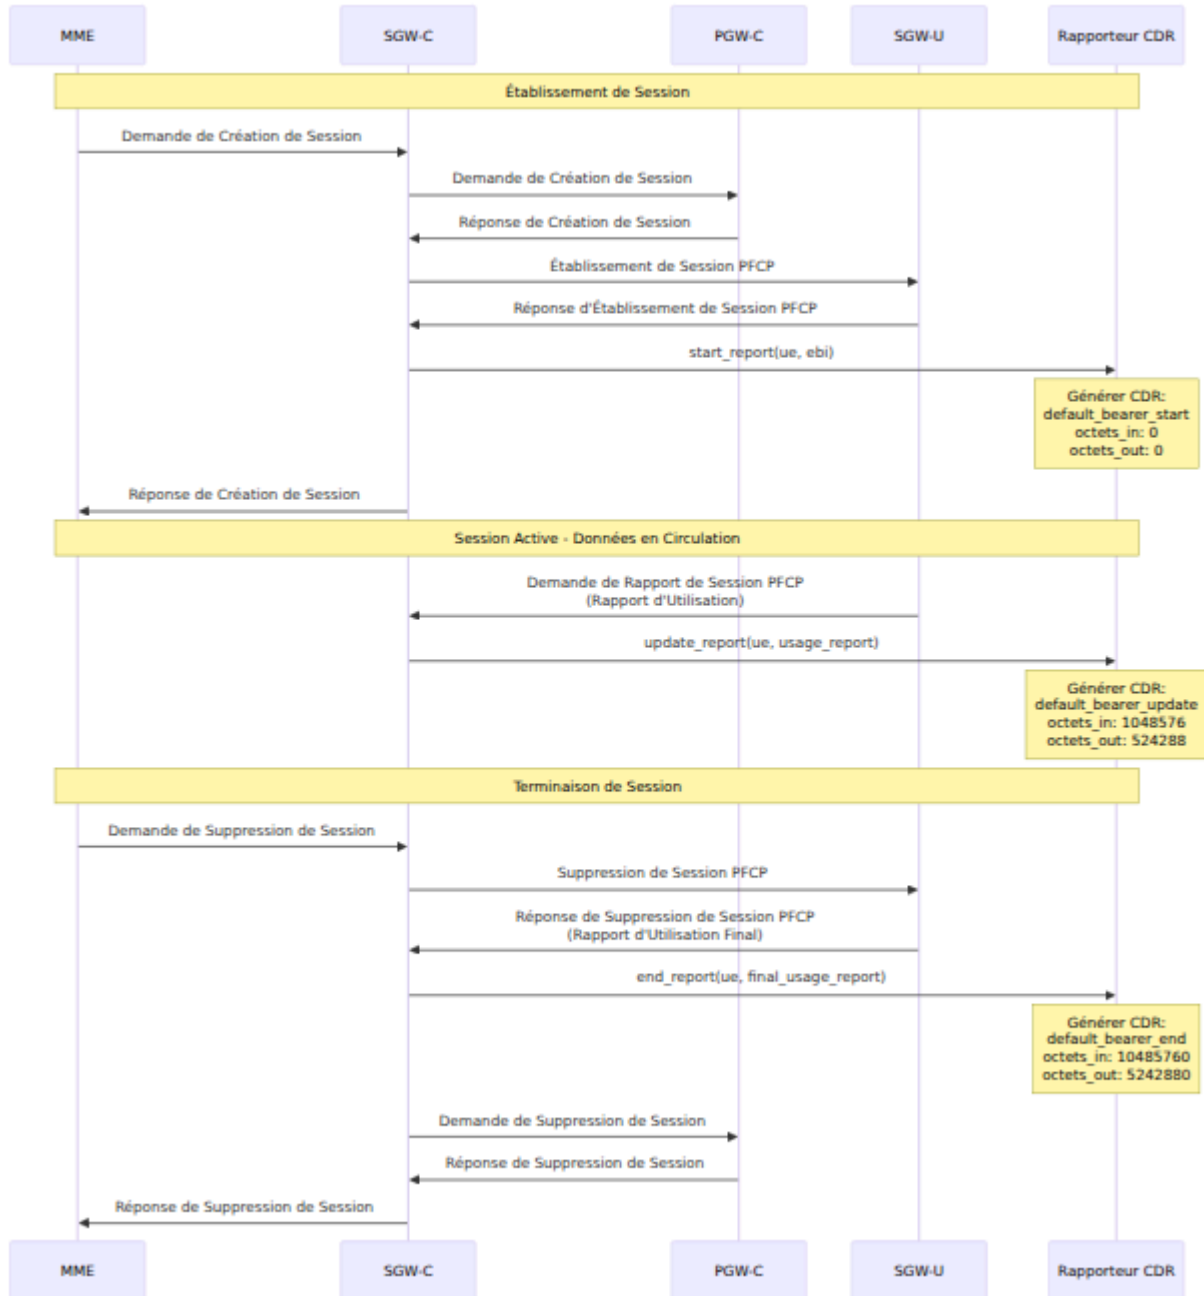 MME
SGW-C
PGW-C
SGW-U
Rapporteur CDR
Établissement de Session
Demande de Création de Session
Demande de Création de Session
Réponse de Création de Session
Établissement de Session PFCP
Réponse d'Établissement de Session PFCP
start_report(ue, ebi)
Générer CDR:
default_bearer_start
octets_in: 0
octets_out: 0
Réponse de Création de Session
Session Active - Données en Circulation
Demande de Rapport de Session PFCP
(Rapport d'Utilisation)
update_report(ue, usage_report)
Générer CDR:
default_bearer_update
octets_in: 1048576
octets_out: 524288
Terminaison de Session
Demande de Suppression de Session
Suppression de Session PFCP
Réponse de Suppression de Session PFCP
(Rapport d'Utilisation Final)
end_report(ue, final_usage_report)
Générer CDR:
default_bearer_end
octets_in: 10485760
octets_out: 5242880
Demande de Suppression de Session
Réponse de Suppression de Session
Réponse de Suppression de Session
MME
SGW-C
PGW-C
SGW-U
Rapporteur CDR